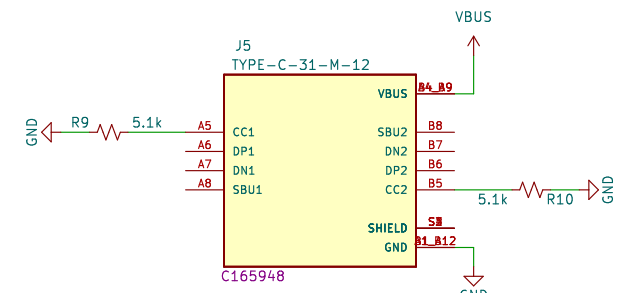 VBUS
J5
TYPE-C-31-M-12
VBUS
R9
5.1k
A5
CC1
SBU2
B8
GND
A6
DP1
DN2
B7
A7
DN1
DP2
B6
A8
SBU1
CC2
B5
5.1k
R10
GND
SHIELD
GND
C165948
GND